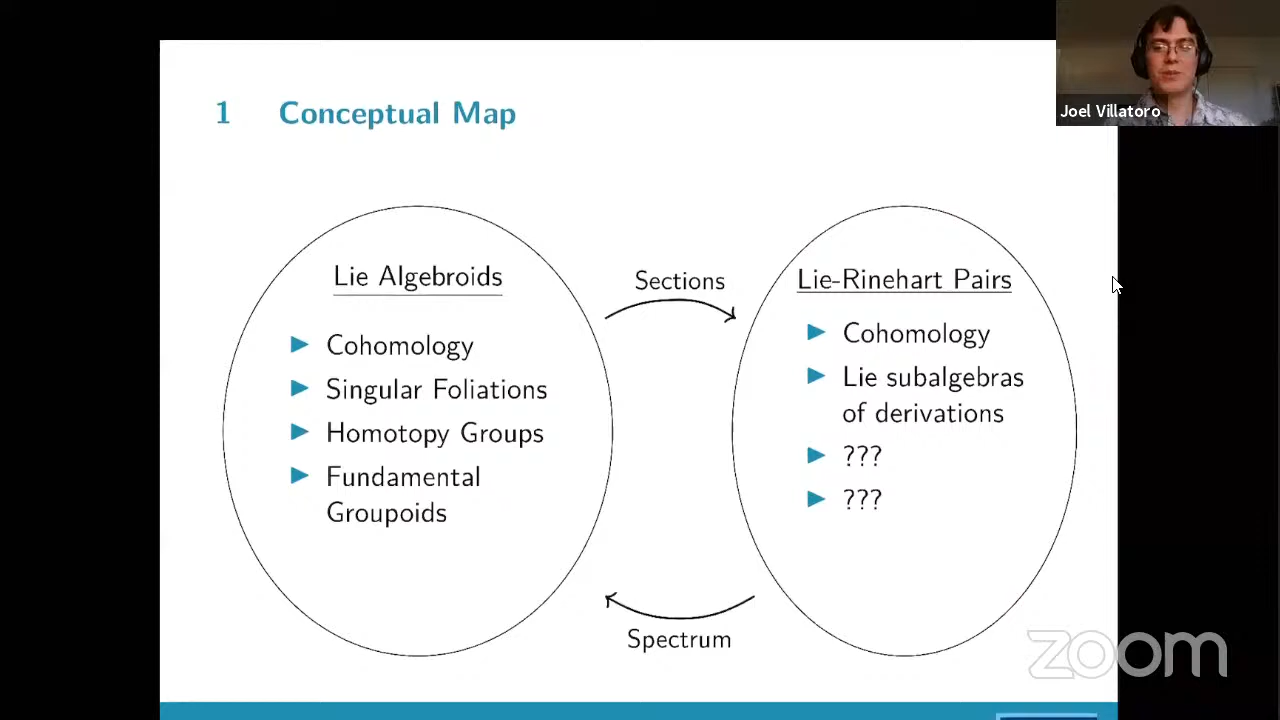 1 Conceptual Map
Joel Villatoro
Lie Algebroids
▶ Cohomology
▶ Singular Foliations
▶ Homotopy Groups
▶ Fundamental
Groupoids
Sections
Spectrum
Lie-Rinehart Pairs
▶ Cohomology
▶ Lie subalgebras
of derivations
▶ ???
▶ ???
zoom